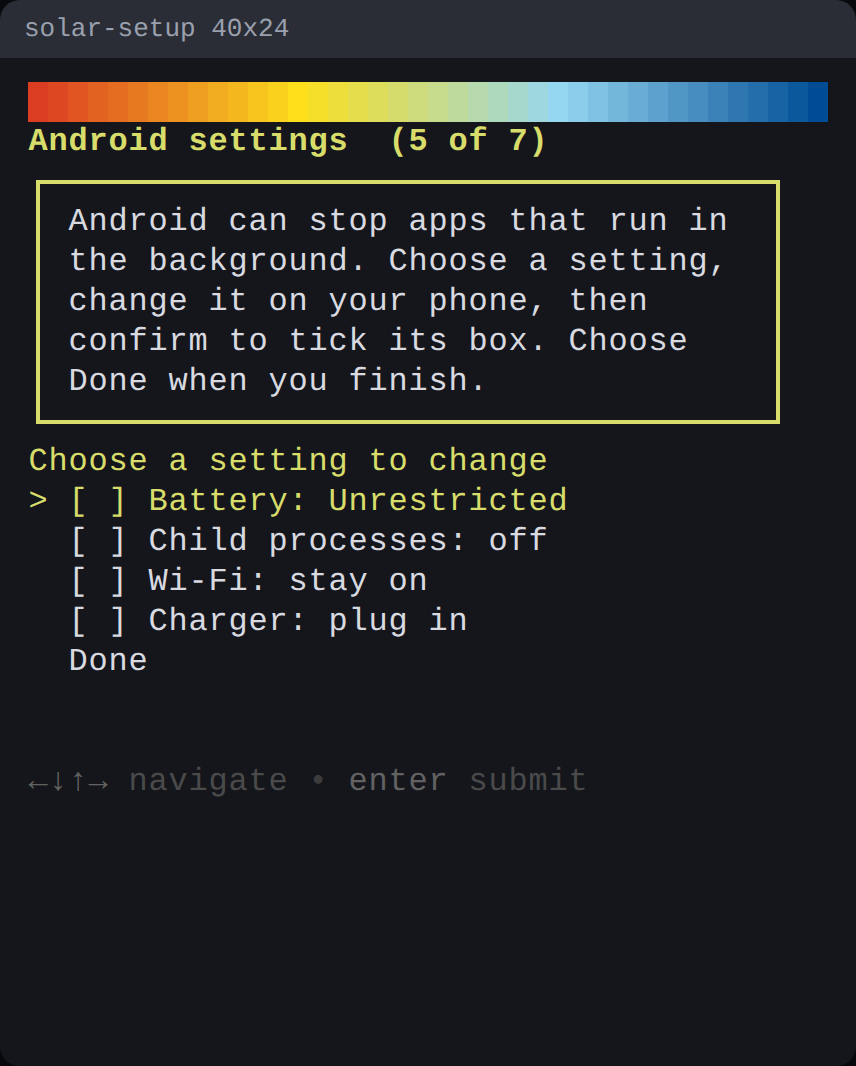 solar-setup 40x24
Android settings  (5 of 7)
Android can stop apps that run in
the background. Choose a setting,
change it on your phone, then
confirm to tick its box. Choose
Done when you finish.
Choose a setting to change
> [ ] Battery: Unrestricted
[ ] Child processes: off
[ ] Wi-Fi: stay on
[ ] Charger: plug in
Done
←↓↑→ navigate • enter submit